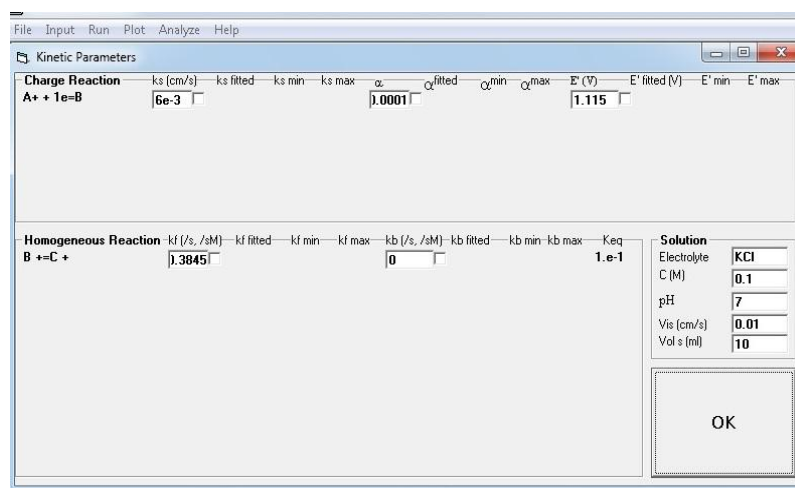 File Input Run Plot Analyze Help
Kinetic Parameters
Charge Reaction ks (cm/s) ks fitted ks min ks max α αfitted αmin αmax E' (V) E' fitted (V) E' min E' max
A+ + 1e=B 6e-3 ).0001 1.115
Homogeneous Reaction kf (/s, /sM) kf fitted kf min kf max kb (/s, /sM) kb fitted kb min kb max Keq
B +=C + ).3845 0 1.e-1
Solution
Electrolyte KCl
C (M) 0.1
pH 7
Vis (cm/s) 0.01
Vol s (ml) 10
OK